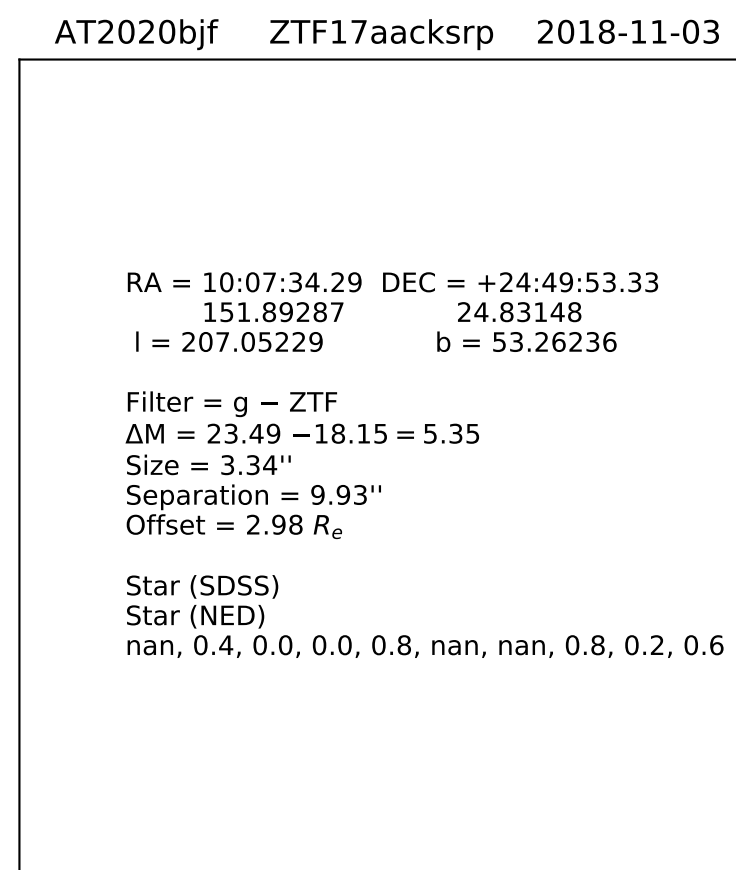 AT2020bjf ZTF17aacksrp 2018-11-03
RA = 10:07:34.29 DEC = +24:49:53.33
151.89287 24.83148
l = 207.05229 b = 53.26236
Filter = g − ZTF
ΔM = 23.49 −18.15 = 5.35
Size = 3.34''
Separation = 9.93''
Offset = 2.98 Re
Star (SDSS)
Star (NED)
nan, 0.4, 0.0, 0.0, 0.8, nan, nan, 0.8, 0.2, 0.6